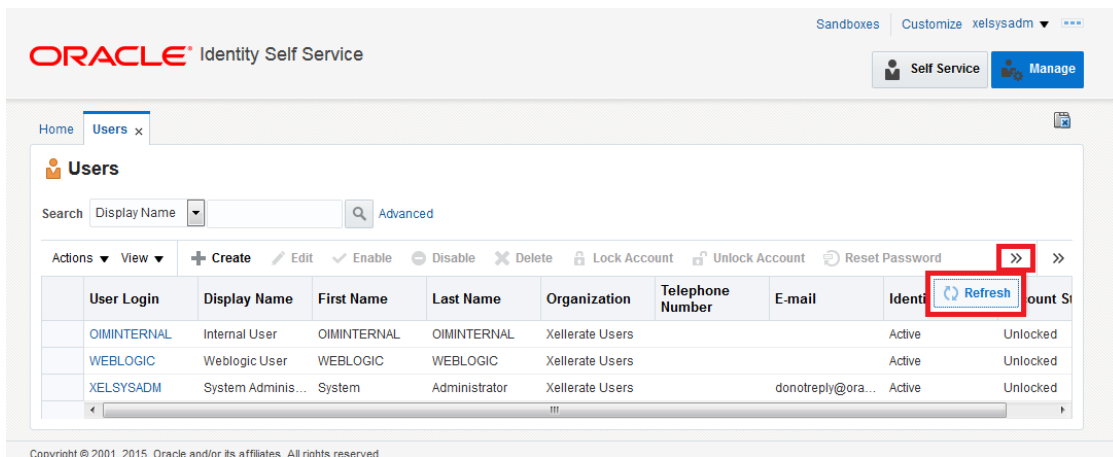 Sandboxes Customize xelsysadm
ORACLE Identity Self Service
Self Service Manage
Home Users x
Users
Search Display Name Advanced
Actions View Create Edit Enable Disable Delete Lock Account Unlock Account Reset Password
User Login Display Name First Name Last Name Organization Telephone Number E-mail Identi Refresh ount St
OIMINTERNAL Internal User OIMINTERNAL OIMINTERNAL Xellerate Users Active Unlocked
WEBLOGIC Weblogic User WEBLOGIC WEBLOGIC Xellerate Users Active Unlocked
XELSYSADM System Adminis... System Administrator Xellerate Users donotreply@ora... Active Unlocked
Copyright © 2001, 2015, Oracle and/or its affiliates. All rights reserved.